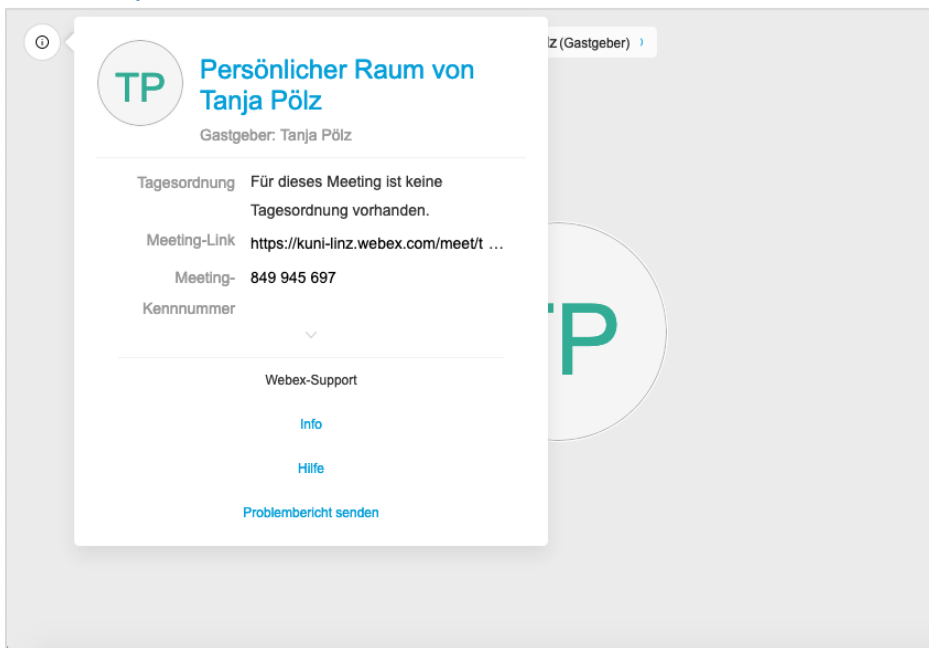 lz (Gastgeber)
TP
Persönlicher Raum von
Tanja Pölz
Gastgeber: Tanja Pölz
Tagesordnung Für dieses Meeting ist keine
Tagesordnung vorhanden.
Meeting-Link https://kuni-linz.webex.com/meet/t ...
Meeting- 849 945 697
Kennnummer
TP
Webex-Support
Info
Hilfe
Problembericht senden